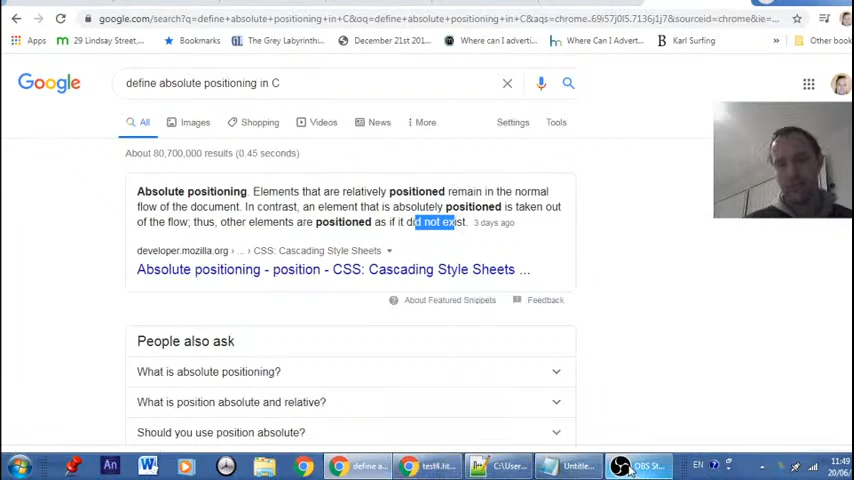 google.com/search?q=define+absolute+positioning+in+C&oq=define+absolute+positioning+in+C&aqs=chrome..69i57j0l5.7136j1j7&sourceid=chrome&ie=...
Apps
29 Lindsay Street,...
Bookmarks
The Grey Labyrinth:...
December 21st 201...
Where can i adverti...
Where Can I Advert...
Karl Surfing
»
Other book
Google
define absolute positioning in C
All
Images
Shopping
Videos
News
More
Settings
Tools
About 80,700,000 results (0.45 seconds)
Absolute positioning. Elements that are relatively positioned remain in the normal
flow of the document. In contrast, an element that is absolutely positioned is taken out
of the flow; thus, other elements are positioned as if it did not exist. 3 days ago
developer.mozilla.org › ... › CSS: Cascading Style Sheets
Absolute positioning - position - CSS: Cascading Style Sheets ...
About Featured Snippets
Feedback
People also ask
What is absolute positioning?
What is position absolute and relative?
Should you use position absolute?
An
W
define a...
test4.ht...
C:\User...
Untitle...
OBS St...
EN
11:49
20/06/